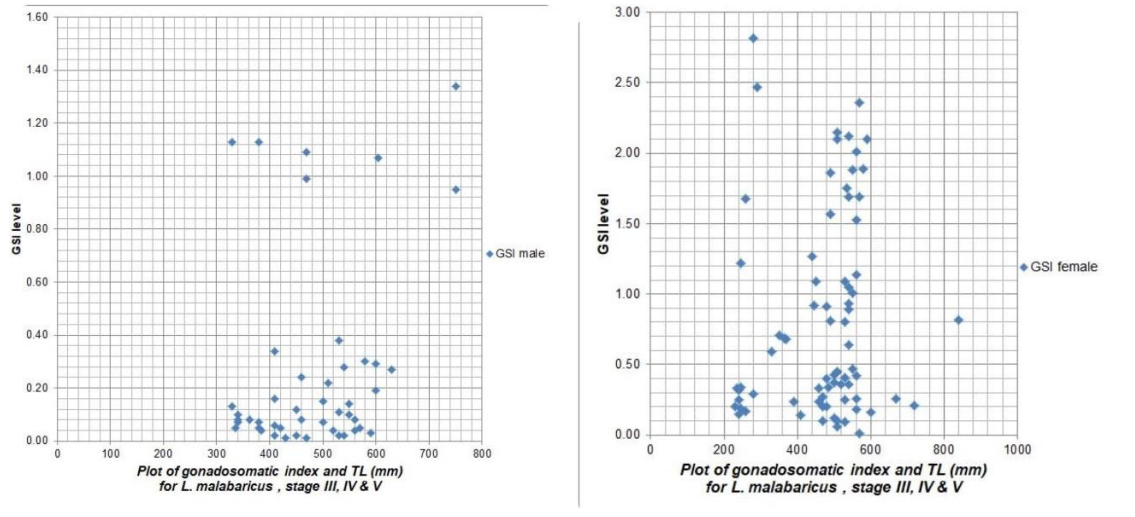 1.60
1.40
1.20
1.00
0.80
0.60
0.40
0.20
0.00
0 100 200 300 400 500 600 700 800
GSI level
GSI male
Plot of gonadosomatic index and TL (mm)
for L. malabaricus , stage III, IV & V
3.00
2.50
2.00
1.50
1.00
0.50
0.00
0 200 400 600 800 1000
GSI level
GSI female
Plot of gonadosomatic index and TL (mm)
for L. malabaricus , stage III, IV & V